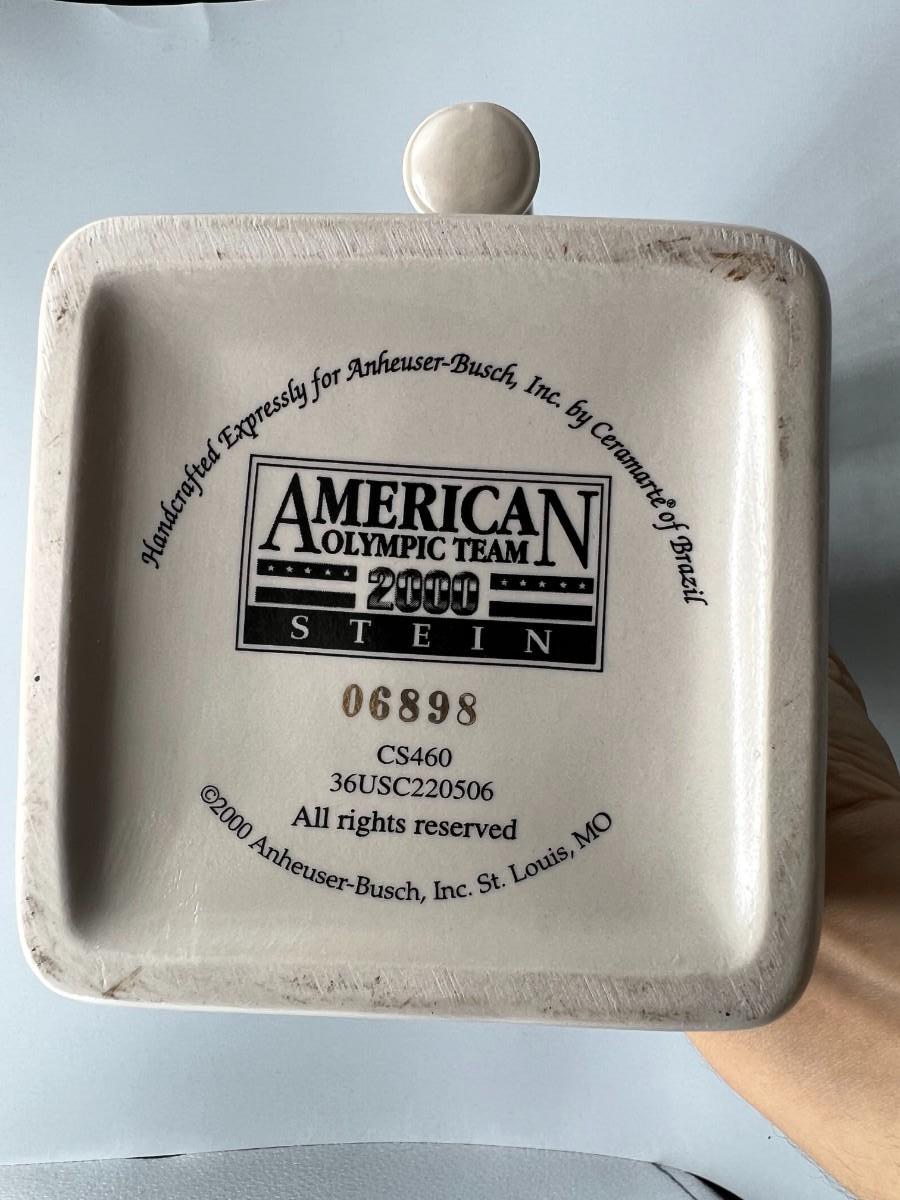 Handcrafted Expressly for Anheuser-Busch, Inc. by Ceramarte® of Brazil
AMERICAN
OLYMPIC TEAM
2000
STEIN
06898
CS460
36USC220506
All rights reserved
©2000 Anheuser-Busch, Inc. St. Louis, MO